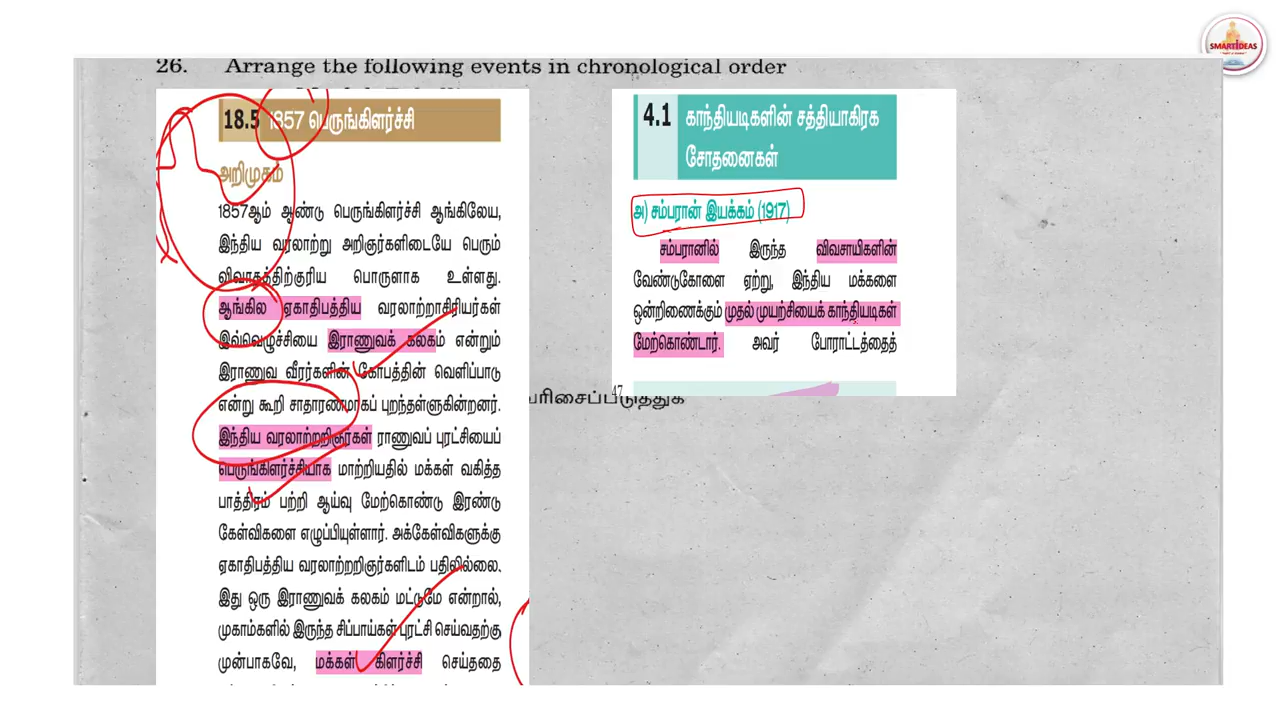 SMARTIDEAS
26. Arrange the following events in chronological order
18.5 1857 பெருங்கிளர்ச்சி
அறிமுகம்
1857ஆம் ஆண்டு பெருங்கிளர்ச்சி ஆங்கிலேய,
இந்திய வரலாற்று அறிஞர்களிடையே பெரும்
விவாதத்திற்குரிய பொருளாக உள்ளது.
ஆங்கில ஏகாதிபத்திய வரலாற்றாசிரியர்கள்
இவ்வெழுச்சியை இராணுவக் கலகம் என்றும்
இராணுவ வீரர்களின் கோபத்தின் வெளிப்பாடு
என்று கூறி சாதாரணமாகப் புறந்தள்ளுகின்றனர்.
இந்திய வரலாற்றறிஞர்கள் ராணுவப் புரட்சியைப்
பெருங்கிளர்ச்சியாக மாற்றியதில் மக்கள் வகித்த
பாத்திரம் பற்றி ஆய்வு மேற்கொண்டு இரண்டு
கேள்விகளை எழுப்பியுள்ளார். அக்கேள்விகளுக்கு
ஏகாதிபத்திய வரலாற்றறிஞர்களிடம் பதிலில்லை.
இது ஒரு இராணுவக் கலகம் மட்டுமே என்றால்,
முகாம்களில் இருந்த சிப்பாய்கள் புரட்சி செய்வதற்கு
முன்பாகவே, மக்கள் கிளர்ச்சி செய்ததை
4.1 காந்தியடிகளின் சத்தியாகிரக
சோதனைகள்
அ) சம்பரான் இயக்கம் (1917)
சம்பரானில் இருந்த விவசாயிகளின்
வேண்டுகோளை ஏற்று, இந்திய மக்களை
ஒன்றிணைக்கும் முதல் முயற்சியைக் காந்தியடிகள்
மேற்கொண்டார். அவர் போராட்டத்தைத்
47